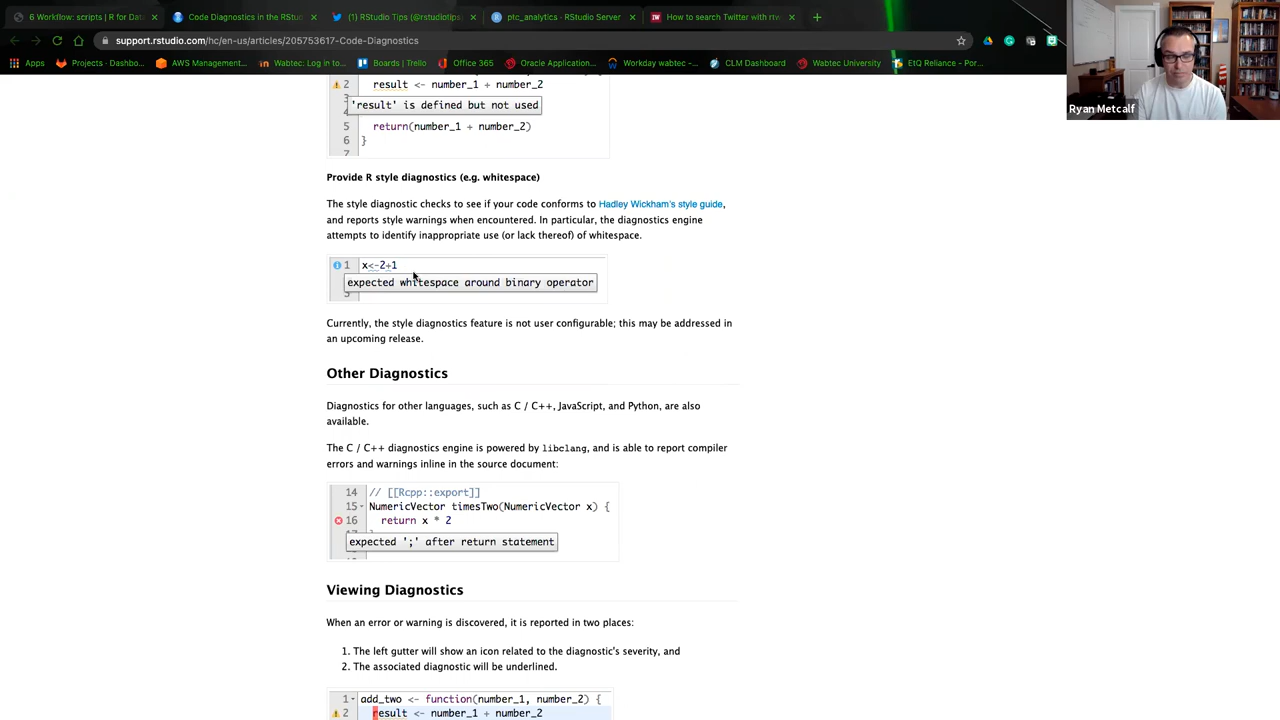 6 Workflow: scripts | R for Dat
Code Diagnostics in the RStu
(1) RStudio Tips (@rstudiotips
ptc_analytics - RStudio Server
How to search Twitter with rtw
support.rstudio.com/hc/en-us/articles/205753617-Code-Diagnostics
Apps
Projects · Dashbo...
AWS Management...
Wabtec: Log in to...
Boards | Trello
Office 365
Oracle Application...
Workday wabtec -...
CLM Dashboard
Wabtec University
EtQ Reliance - Por...
Ryan Metcalf
2 result <- number_1 + number_2
3
'result' is defined but not used
4
5 return(number_1 + number_2)
6 }
7
Provide R style diagnostics (e.g. whitespace)
The style diagnostic checks to see if your code conforms to Hadley Wickham's style guide,
and reports style warnings when encountered. In particular, the diagnostics engine
attempts to identify inappropriate use (or lack thereof) of whitespace.
1 x<-2+1
expected whitespace around binary operator
3
Currently, the style diagnostics feature is not user configurable; this may be addressed in
an upcoming release.
Other Diagnostics
Diagnostics for other languages, such as C / C++, JavaScript, and Python, are also
available.
The C / C++ diagnostics engine is powered by libclang, and is able to report compiler
errors and warnings inline in the source document:
14 // [[Rcpp::export]]
15 NumericVector timesTwo(NumericVector x) {
16 return x * 2
expected ';' after return statement
Viewing Diagnostics
When an error or warning is discovered, it is reported in two places:
1. The left gutter will show an icon related to the diagnostic's severity, and
2. The associated diagnostic will be underlined.
1 add_two <- function(number_1, number_2) {
2 result <- number_1 + number_2